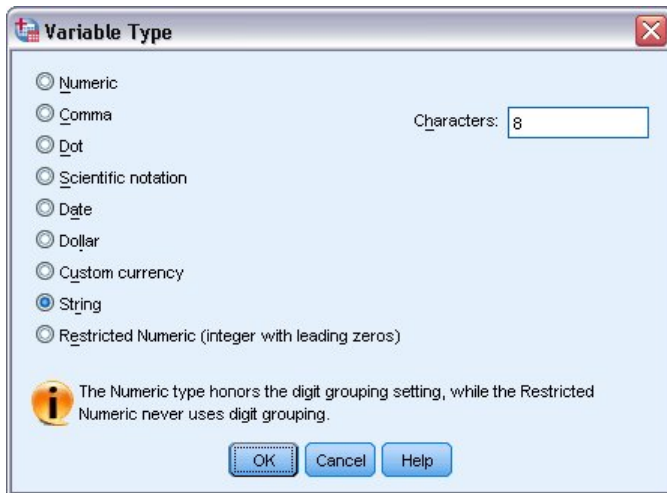 Variable Type
Numeric
Comma
Characters: 8
Dot
Scientific notation
Date
Dollar
Custom currency
String
Restricted Numeric (integer with leading zeros)
The Numeric type honors the digit grouping setting, while the Restricted
Numeric never uses digit grouping.
OK Cancel Help